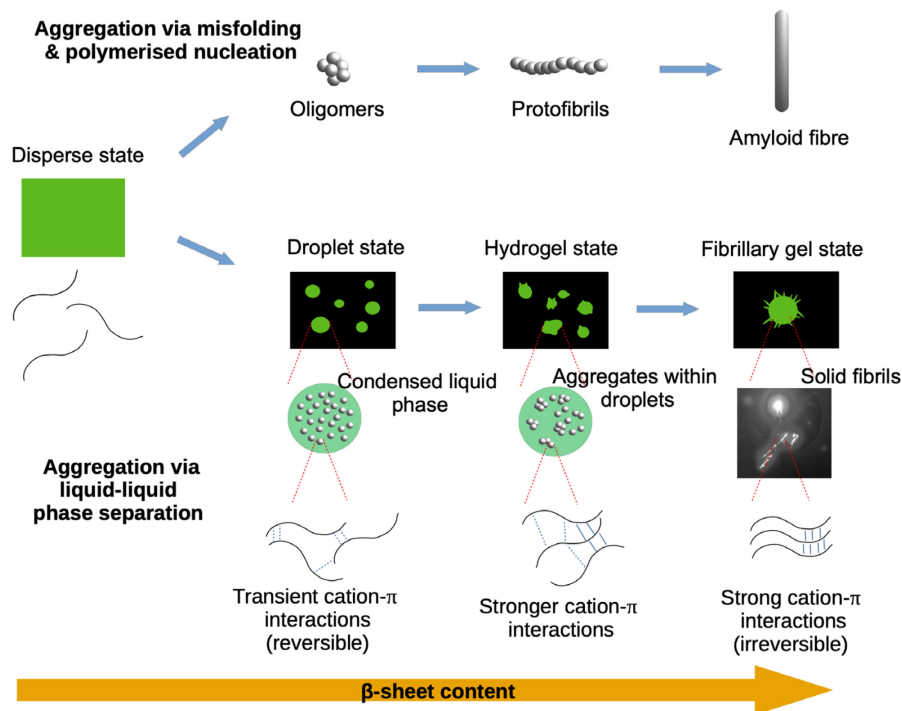 Aggregation via misfolding
& polymerised nucleation
Oligomers
Protofibrils
Amyloid fibre
Disperse state
Droplet state
Hydrogel state
Fibrillary gel state
Condensed liquid
phase
Aggregates within
droplets
Solid fibrils
Aggregation via
liquid-liquid
phase separation
Transient cation-π
interactions
(reversible)
Stronger cation-π
interactions
Strong cation-π
interactions
(irreversible)
β-sheet content